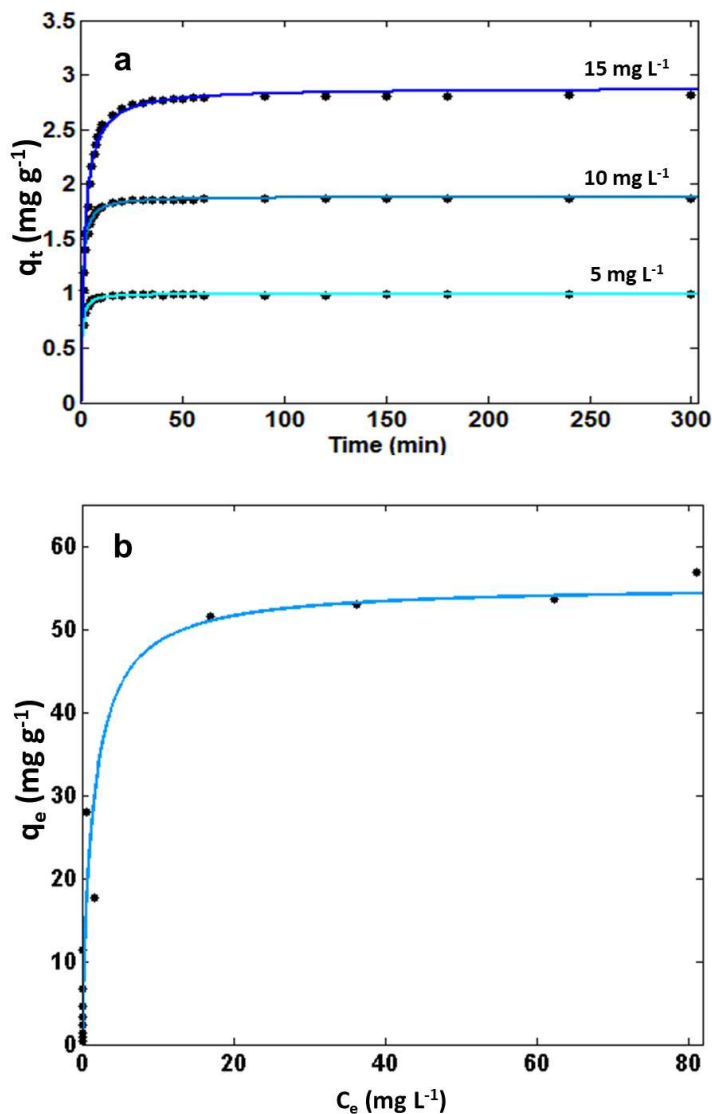 a
3.5
3
2.5
2
1.5
1
0.5
0
15 mg L⁻¹
10 mg L⁻¹
5 mg L⁻¹
qₜ (mg g⁻¹)
0 50 100 150 200 250 300
Time (min)
b
60
50
40
30
20
10
0
qₑ (mg g⁻¹)
0 20 40 60 80
Cₑ (mg L⁻¹)